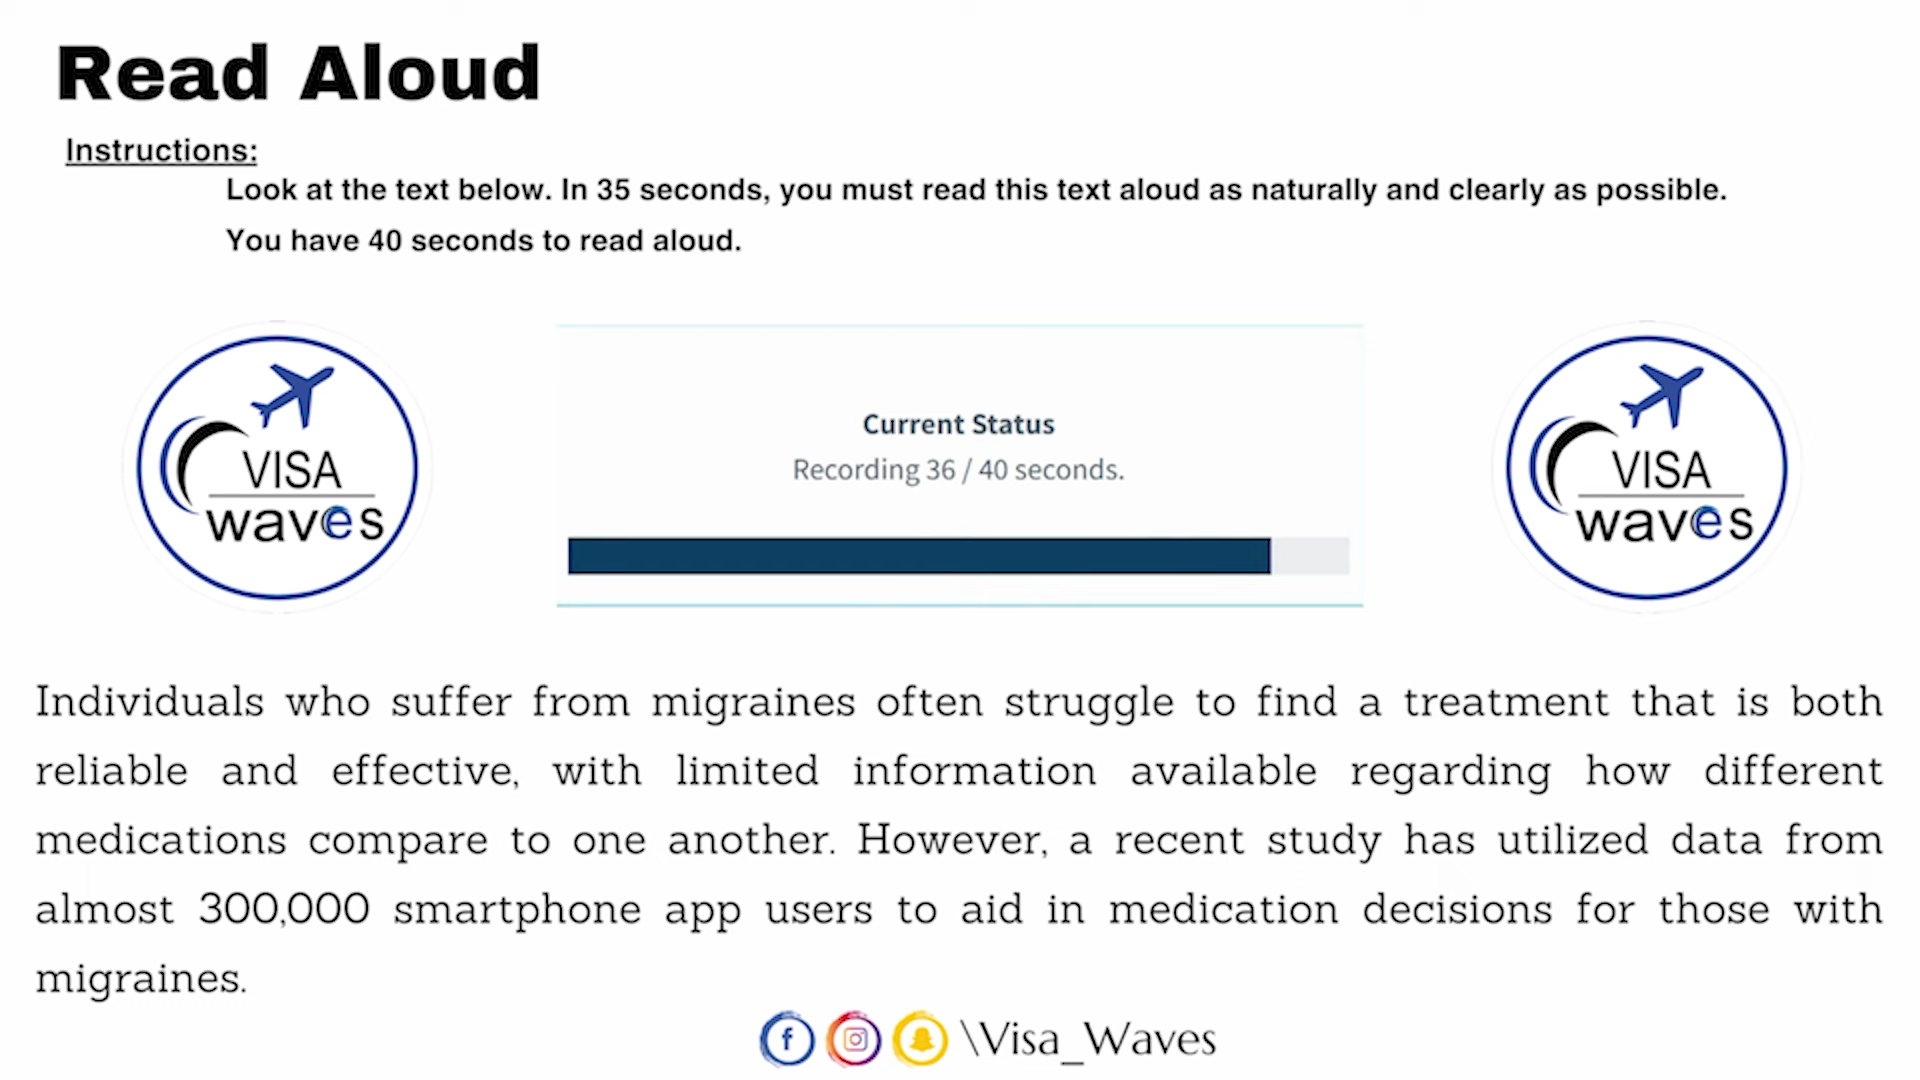 Read Aloud
Instructions:
Look at the text below. In 35 seconds, you must read this text aloud as naturally and clearly as possible.
You have 40 seconds to read aloud.
VISA
waves
Current Status
Recording 36 / 40 seconds.
VISA
waves
Individuals who suffer from migraines often struggle to find a treatment that is both
reliable and effective, with limited information available regarding how different
medications compare to one another. However, a recent study has utilized data from
almost 300,000 smartphone app users to aid in medication decisions for those with
migraines.
\Visa_Waves